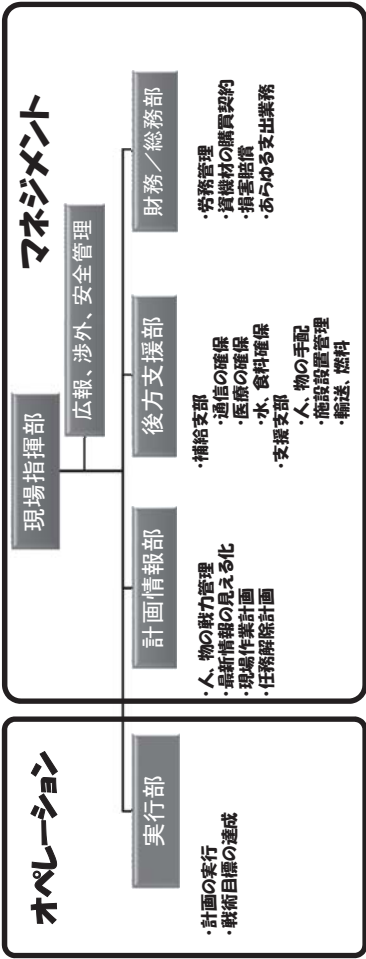 オペレーション
マネジメント
現場指揮部
広報、渉外、安全管理
実行部
・計画の実行
・戦術目標の達成
計画情報部
・人、物の戦力管理
・最新情報の見える化
・現場作業計画
・任務解除計画
後方支援部
・補給支部
・通信の確保
・医療の確保
・水、食料確保
・支援支部
・人、物の手配
・施設設置管理
・輸送、燃料
財務／総務部
・労務管理
・資機材の購買契約
・損害賠償
・あらゆる支出業務